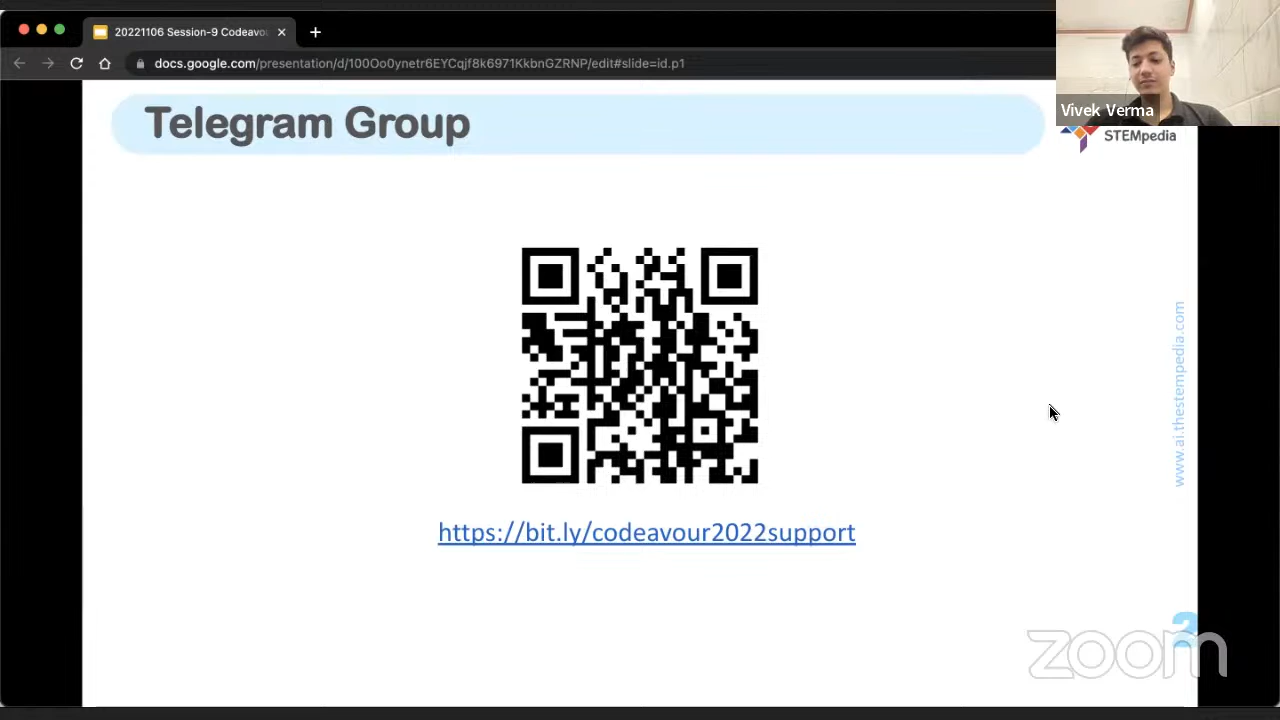 20221106 Session-9 Codeavo
docs.google.com/presentation/d/100Oo0ynetr6EYCqjf8k6971KkbnGZRNP/edit#slide=id.p1
Vivek Verma
Telegram Group
STEMpedia
www.ai.thestempedia.com
https://bit.ly/codeavour2022support
2
zoom